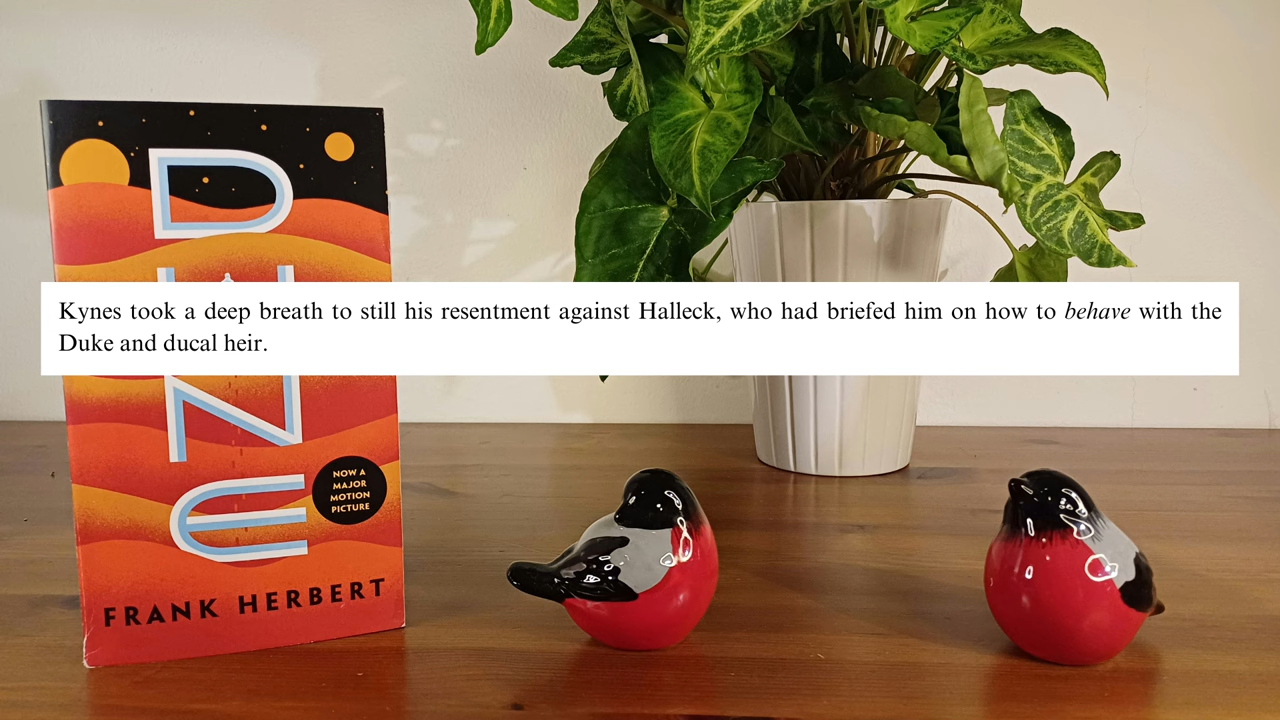 DUNE
Kynes took a deep breath to still his resentment against Halleck, who had briefed him on how to behave with the
Duke and ducal heir.
NOW A
MAJOR
MOTION
PICTURE
FRANK HERBERT